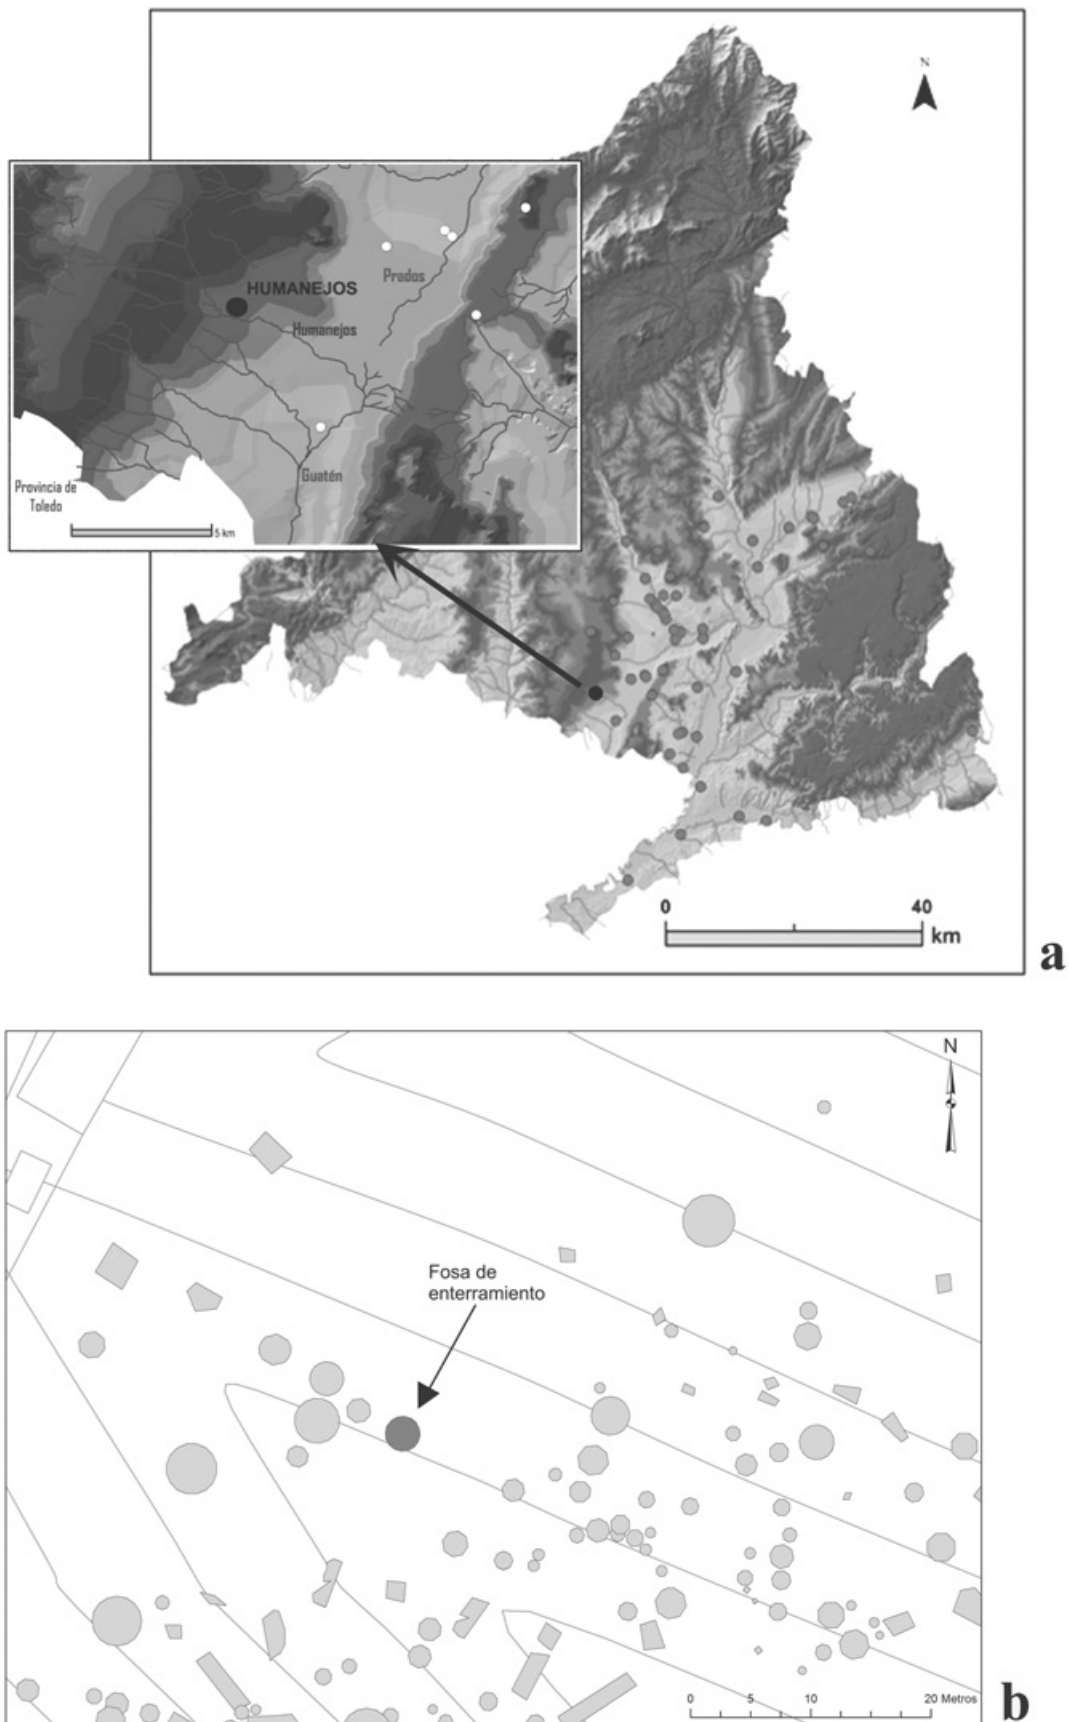 N
HUMANEJOS
Prados
Humanejos
Guatén
Provincia de
Toledo
5 km
0 40
km
a
N
Fosa de
enterramiento
0 5 10 20 Metros
b